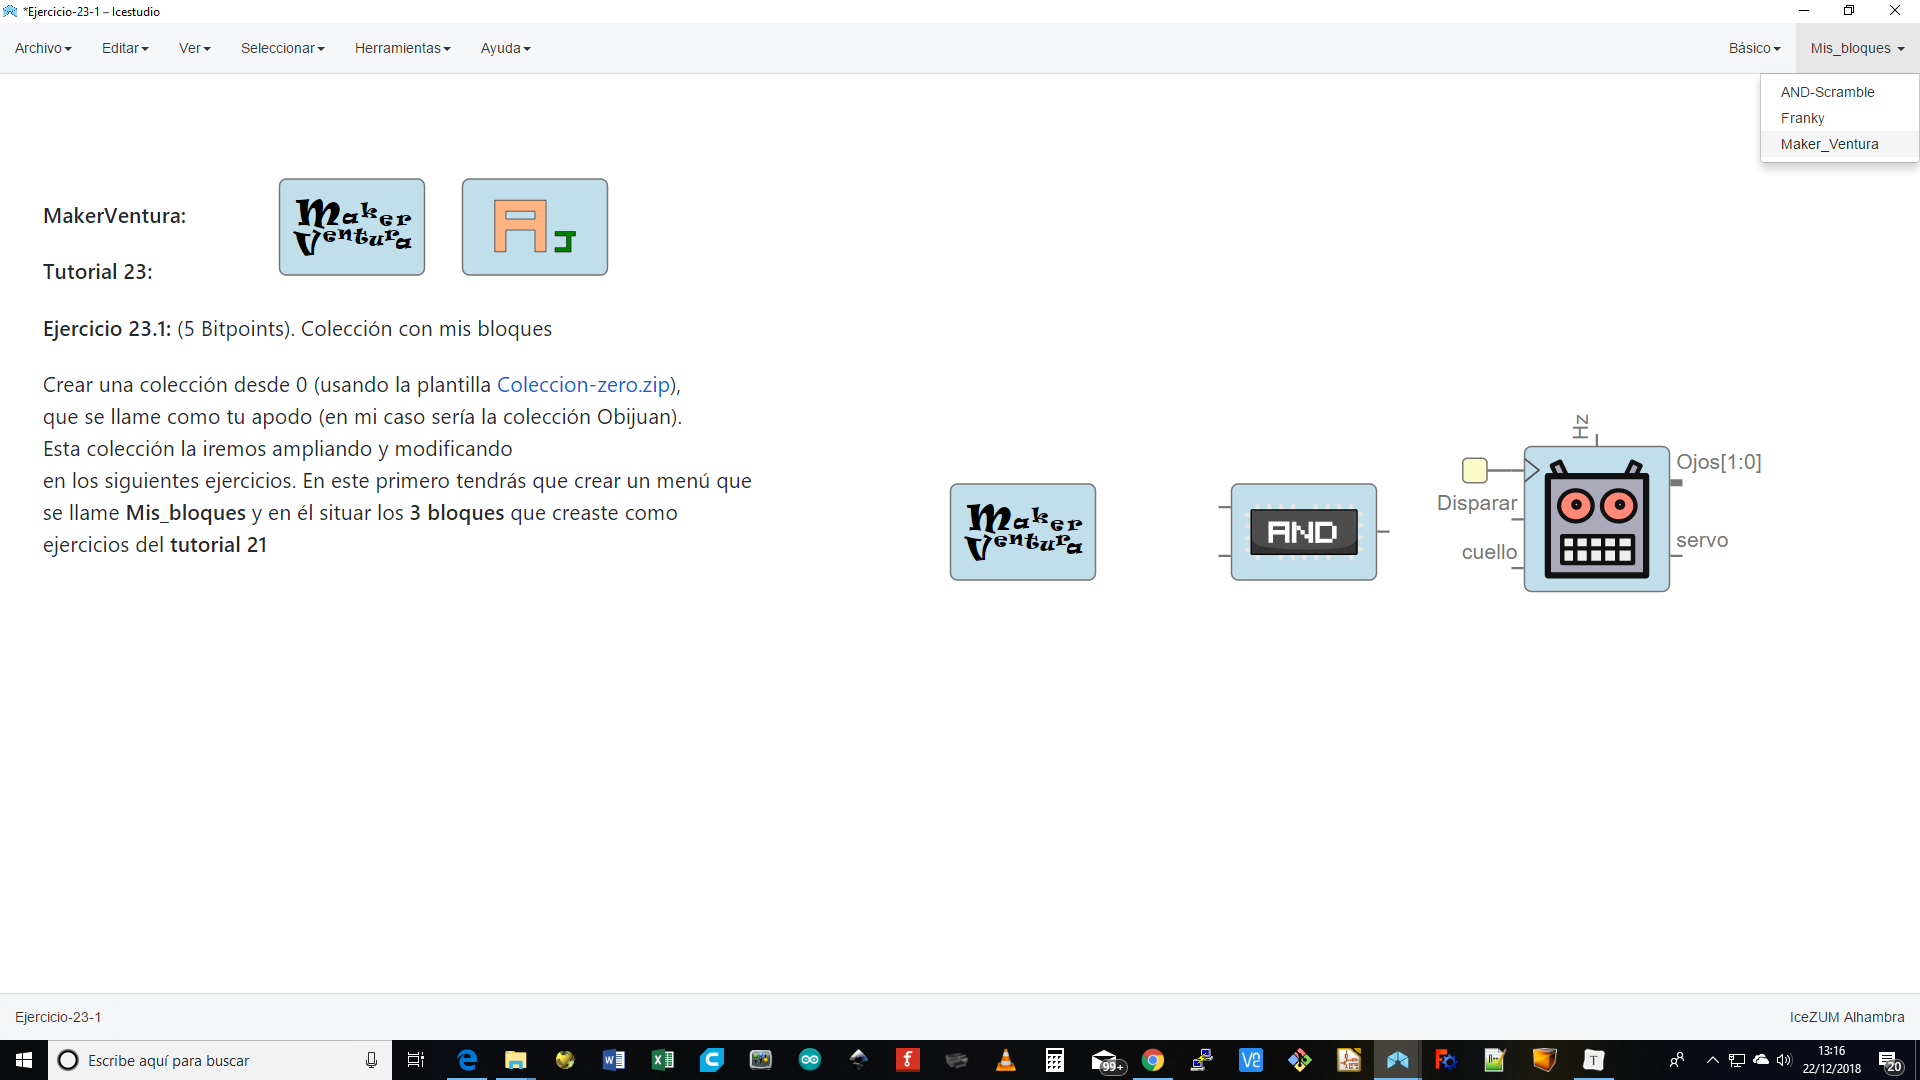 *Ejercicio-23-1 – Icestudio
Archivo Editar Ver Seleccionar Herramientas Ayuda Básico Mis_bloques
AND-Scramble
Franky
Maker_Ventura
MakerVentura:
Maker
Ventura
AJ
Tutorial 23:
Ejercicio 23.1: (5 Bitpoints). Colección con mis bloques
Crear una colección desde 0 (usando la plantilla Coleccion-zero.zip),
que se llame como tu apodo (en mi caso sería la colección Obijuan).
Esta colección la iremos ampliando y modificando
en los siguientes ejercicios. En este primero tendrás que crear un menú que
se llame Mis_bloques y en él situar los 3 bloques que creaste como
ejercicios del tutorial 21
Maker
Ventura
AND
Hz
Disparar
cuello
Ojos[1:0]
servo
Ejercicio-23-1
IceZUM Alhambra
Escribe aquí para buscar
99+
13:16
22/12/2018
20